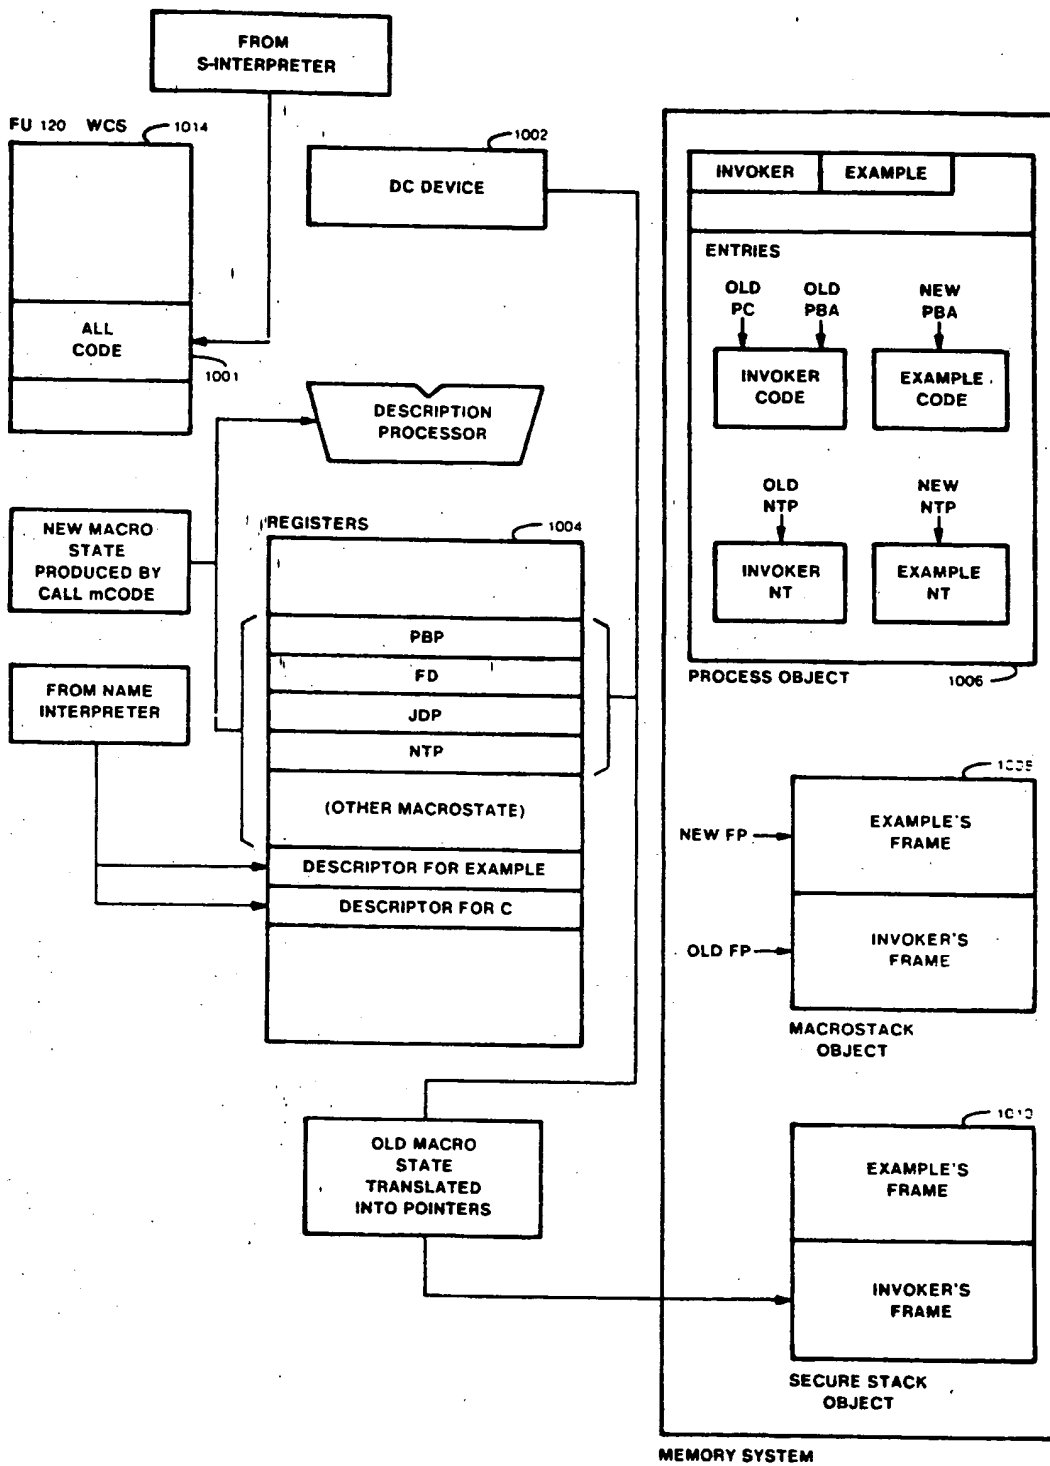 FROM
S-INTERPRETER
FU 120 WCS
1014
1002
DC DEVICE
INVOKER
EXAMPLE
ENTRIES
OLD
PC
OLD
PBA
NEW
PBA
ALL
CODE
1001
INVOKER
CODE
EXAMPLE
CODE
DESCRIPTION
PROCESSOR
OLD
NTP
NEW
NTP
NEW MACRO
STATE
PRODUCED BY
CALL mCODE
REGISTERS
1004
INVOKER
NT
EXAMPLE
NT
PBP
FD
JDP
NTP
(OTHER MACROSTATE)
DESCRIPTOR FOR EXAMPLE
DESCRIPTOR FOR C
FROM NAME
INTERPRETER
PROCESS OBJECT
1006
NEW FP
EXAMPLE'S
FRAME
OLD FP
INVOKER'S
FRAME
MACROSTACK
OBJECT
OLD MACRO
STATE
TRANSLATED
INTO POINTERS
EXAMPLE'S
FRAME
INVOKER'S
FRAME
SECURE STACK
OBJECT
MEMORY SYSTEM